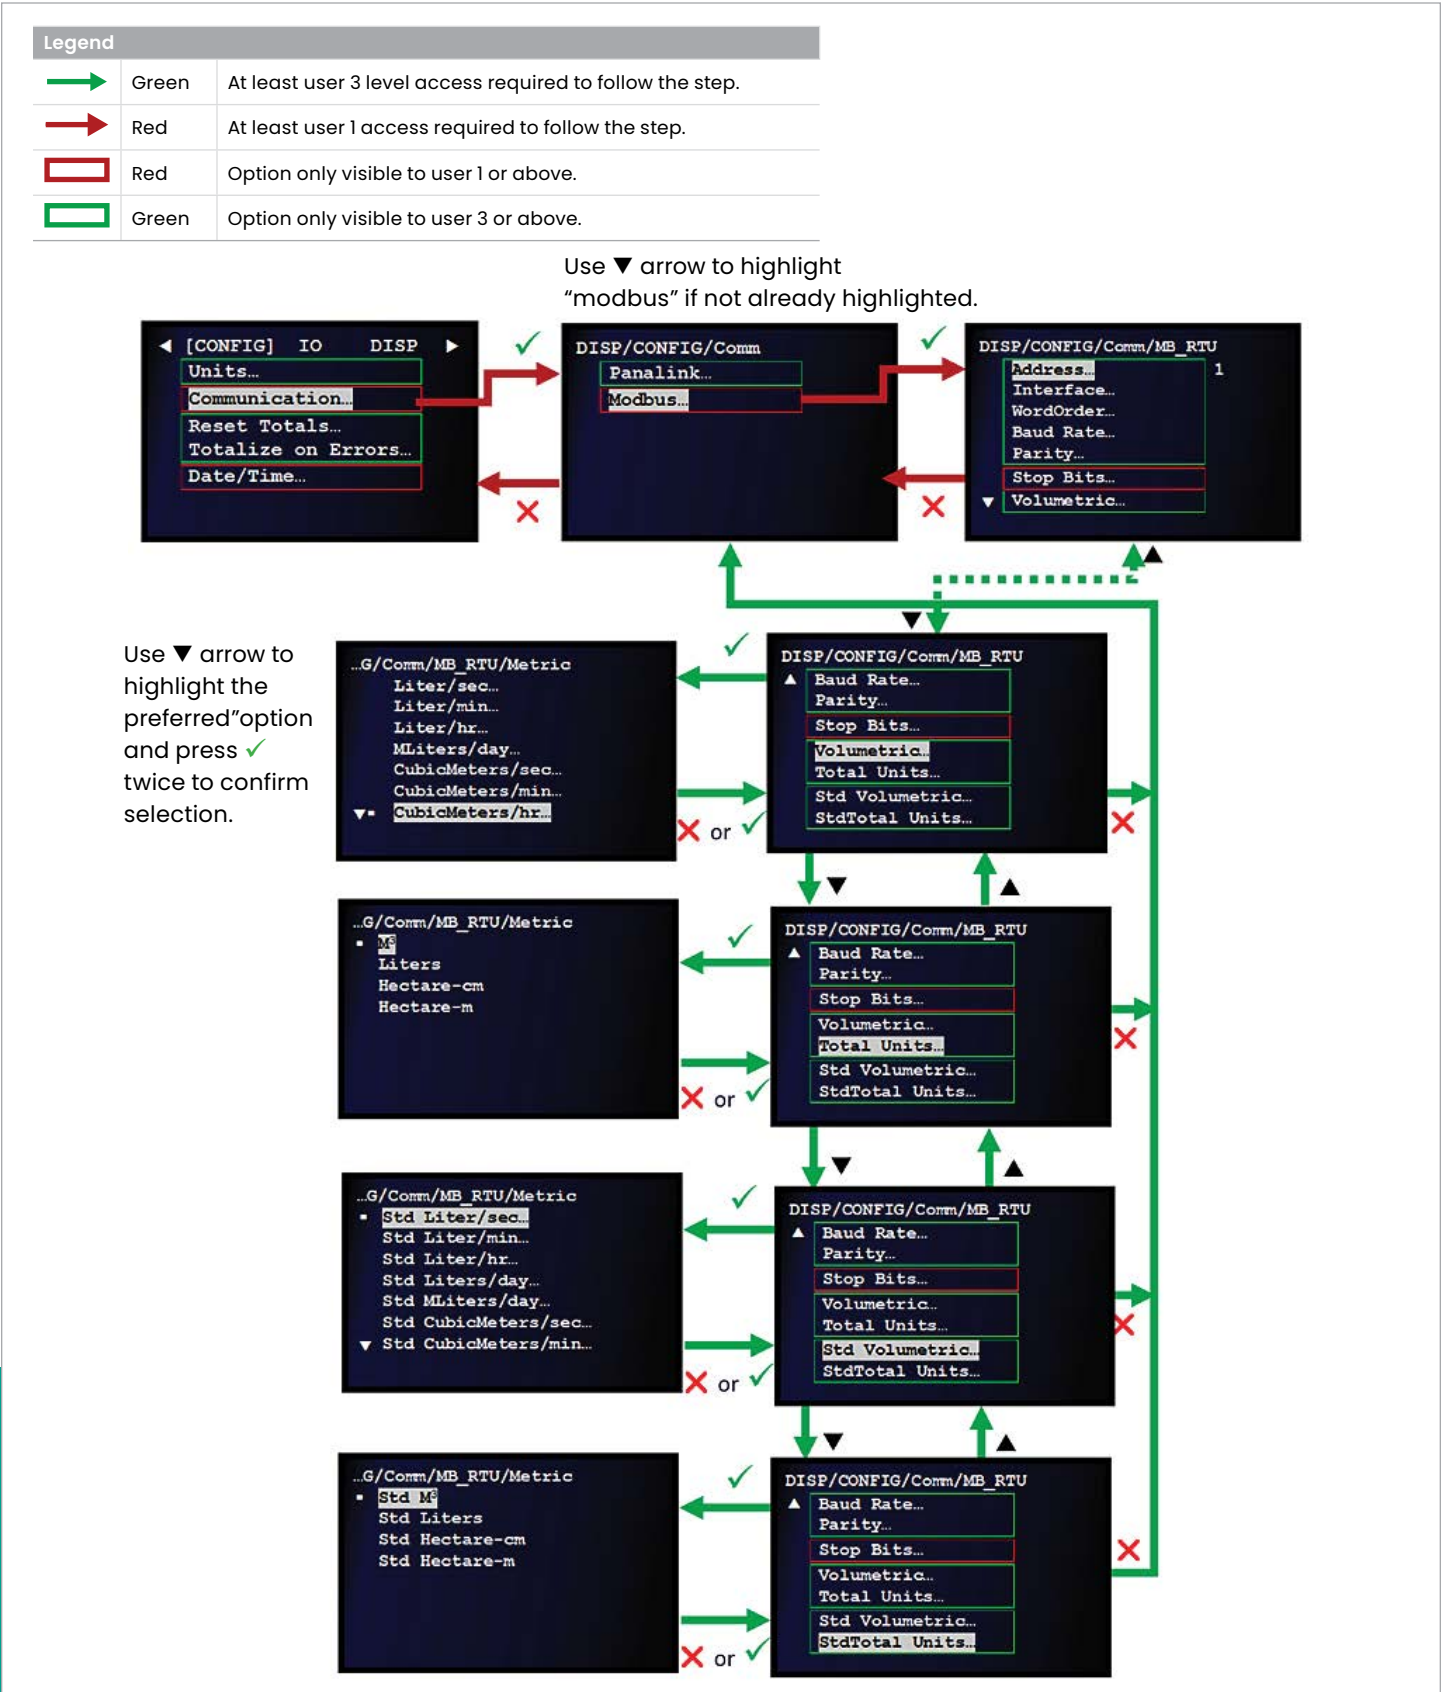 Legend
Green At least user 3 level access required to follow the step.
Red At least user 1 access required to follow the step.
Red Option only visible to user 1 or above.
Green Option only visible to user 3 or above.
Use ▼ arrow to highlight
“modbus” if not already highlighted.
◀ [CONFIG] IO DISP ▶
Units…
Communication…
Reset Totals…
Totalize on Errors…
Date/Time…
✓
✕
DISP/CONFIG/Comm
Panalink…
Modbus…
✓
✕
DISP/CONFIG/Comm/MB_RTU
Address… 1
Interface…
WordOrder…
Baud Rate…
Parity…
Stop Bits…
▼ Volumetric…
▲
▼
Use ▼ arrow to
highlight the
preferred”option
and press ✓
twice to confirm
selection.
…G/Comm/MB_RTU/Metric
Liter/sec…
Liter/min…
Liter/hr…
MLiters/day…
CubicMeters/sec…
CubicMeters/min…
▼▪ CubicMeters/hr…
✓
✕ or ✓
DISP/CONFIG/Comm/MB_RTU
▲ Baud Rate…
Parity…
Stop Bits…
Volumetric…
Total Units…
Std Volumetric…
StdTotal Units…
✕
▼ ▲
…G/Comm/MB_RTU/Metric
▪ M³
Liters
Hectare-cm
Hectare-m
✓
✕ or ✓
DISP/CONFIG/Comm/MB_RTU
▲ Baud Rate…
Parity…
Stop Bits…
Volumetric…
Total Units…
Std Volumetric…
StdTotal Units…
✕
▼ ▲
…G/Comm/MB_RTU/Metric
▪ Std Liter/sec…
Std Liter/min…
Std Liter/hr…
Std Liters/day…
Std MLiters/day…
Std CubicMeters/sec…
▼ Std CubicMeters/min…
✓
✕ or ✓
DISP/CONFIG/Comm/MB_RTU
▲ Baud Rate…
Parity…
Stop Bits…
Volumetric…
Total Units…
Std Volumetric…
StdTotal Units…
✕
▼ ▲
…G/Comm/MB_RTU/Metric
▪ Std M³
Std Liters
Std Hectare-cm
Std Hectare-m
✓
✕ or ✓
DISP/CONFIG/Comm/MB_RTU
▲ Baud Rate…
Parity…
Stop Bits…
Volumetric…
Total Units…
Std Volumetric…
StdTotal Units…
✕